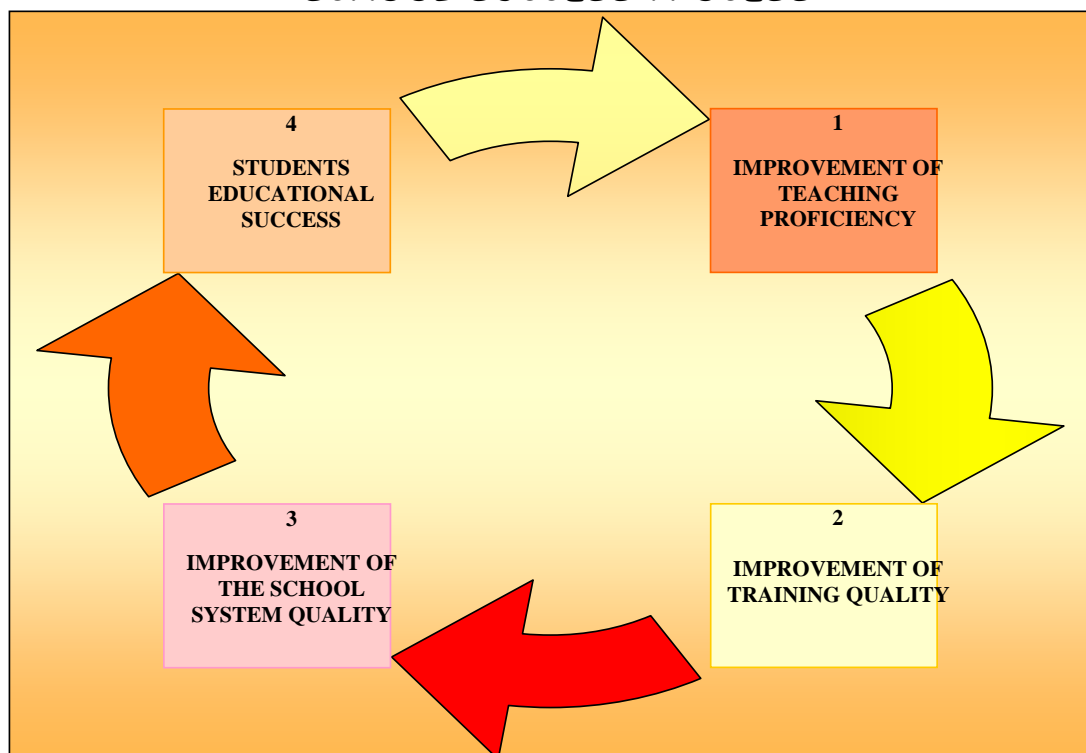 4
STUDENTS
EDUCATIONAL
SUCCESS
1
IMPROVEMENT OF
TEACHING
PROFICIENCY
3
IMPROVEMENT OF
THE SCHOOL
SYSTEM QUALITY
2
IMPROVEMENT OF
TRAINING QUALITY